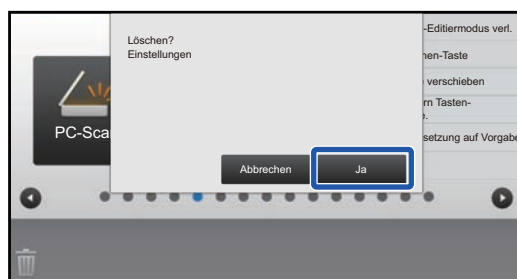 Löschen?
Einstellungen
-Editiermodus verl.
nen-Taste
verschieben
rn Tasten-
setzung auf Vorgabe
PC-Sca
Abbrechen
Ja